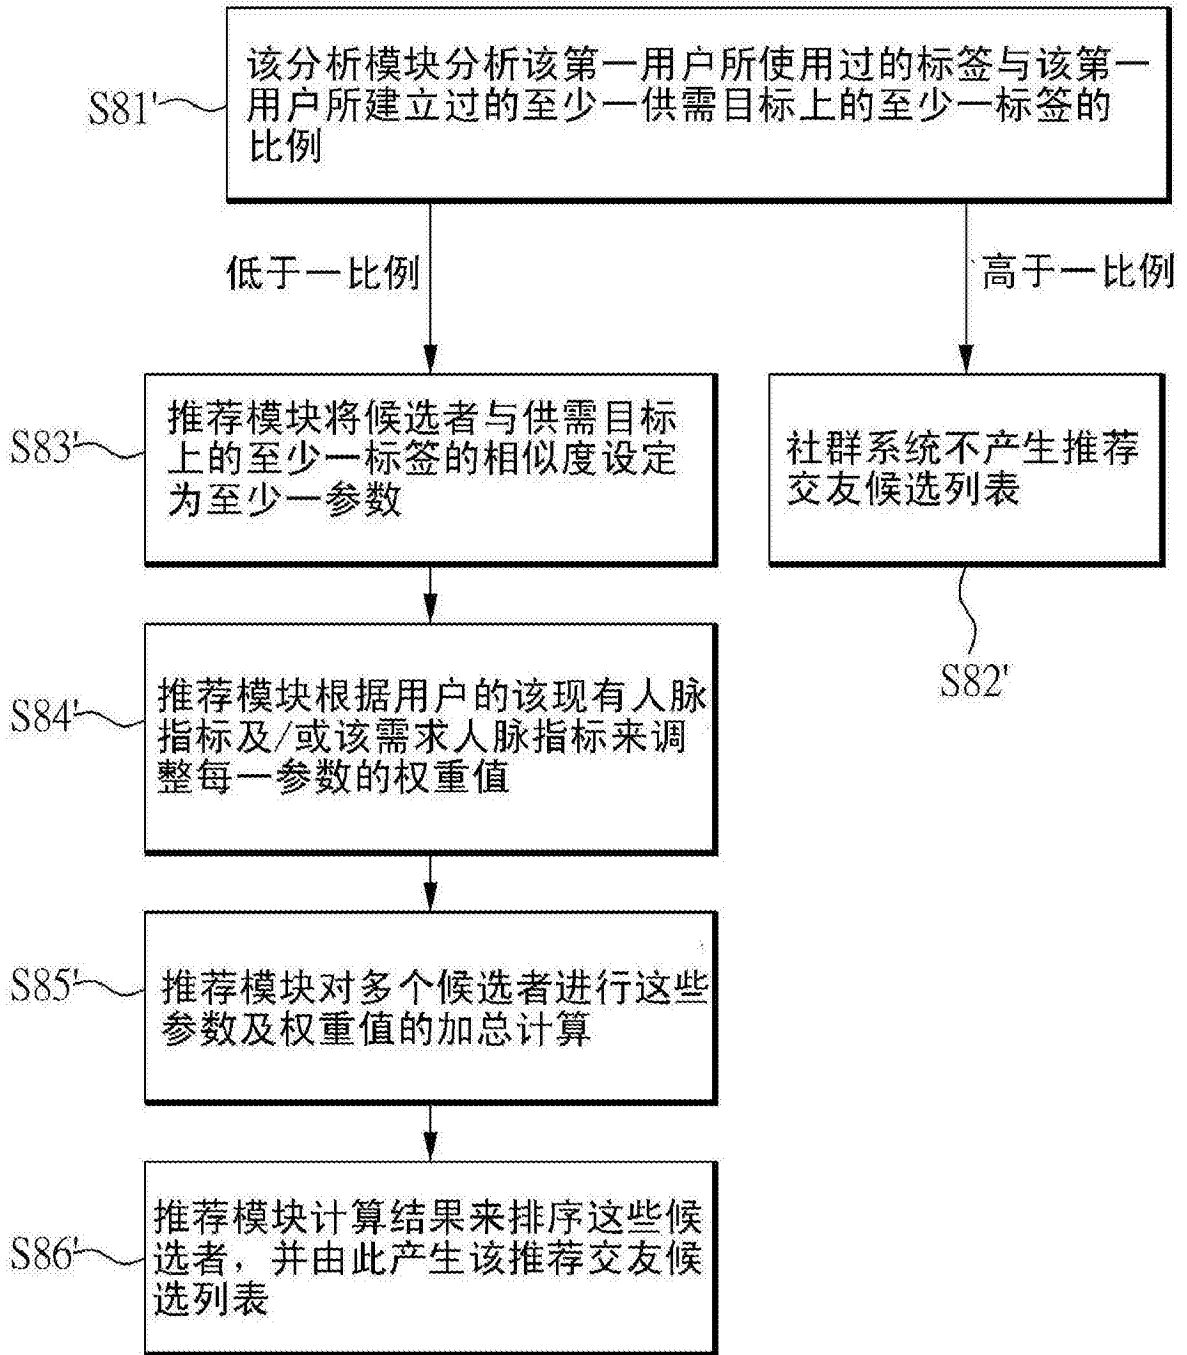 该分析模块分析该第一用户所使用过的标签与该第一
S81'
用户所建立过的至少一供需目标上的至少一标签的
比例
低于一比例
高于一比例
S83'
推荐模块将候选者与供需目标
上的至少一标签的相似度设定
为至少一参数
社群系统不产生推荐
交友候选列表
S82'
S84'
推荐模块根据用户的该现有人脉
指标及/或该需求人脉指标来调
整每一参数的权重值
S85'
推荐模块对多个候选者进行这些
参数及权重值的加总计算
S86'
推荐模块计算结果来排序这些候
选者，并由此产生该推荐交友候
选列表